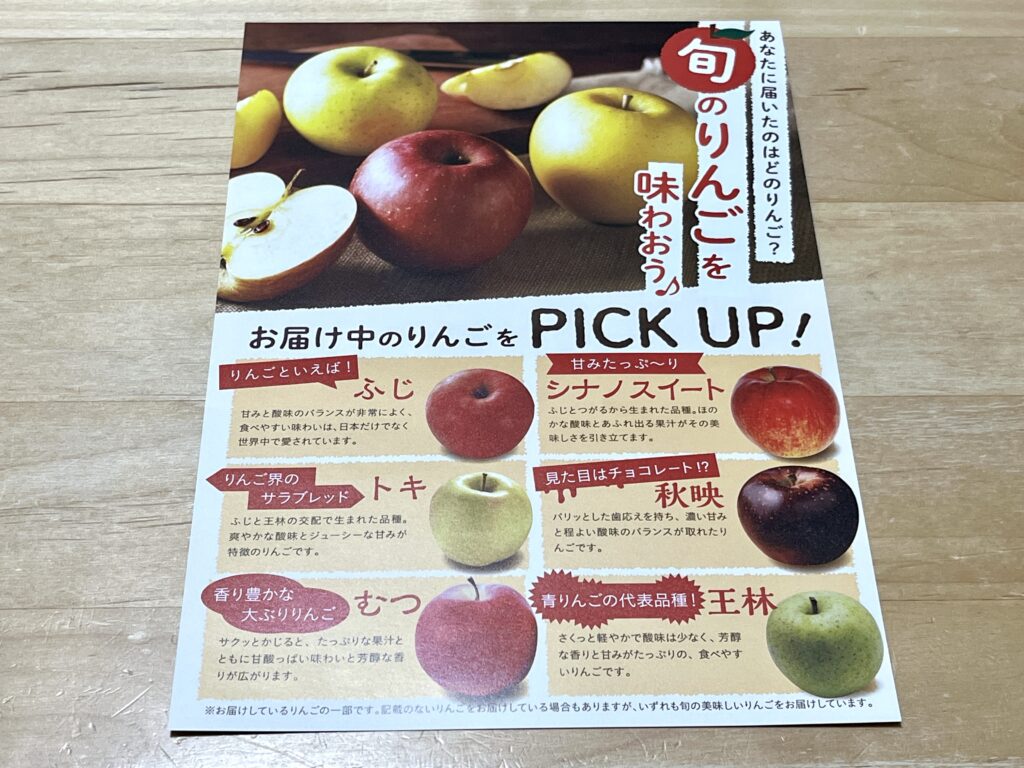 あなたに届いたのはどのりんご？
旬のりんごを
味わおう♪
お届け中のりんごをPICK UP!
りんごといえば！
ふじ
甘みと酸味のバランスが非常によく、
食べやすい味わいは、日本だけでなく
世界中で愛されています。
甘みたっぷ〜り
シナノスイート
ふじとつがるから生まれた品種。ほの
かな酸味とあふれ出る果汁がその美
味しさを引き立てます。
りんご界の
サラブレッド
トキ
ふじと王林の交配で生まれた品種。
爽やかな酸味とジューシーな甘みが
特徴のりんごです。
見た目はチョコレート!?
秋映
パリッとした歯応えを持ち、濃い甘み
と程よい酸味のバランスが取れたり
んごです。
香り豊かな
大ぶりりんご
むつ
サクッとかじると、たっぷりな果汁と
ともに甘酸っぱい味わいと芳醇な香
りが広がります。
青りんごの代表品種！
王林
さくっと軽やかで酸味は少なく、芳醇
な香りと甘みがたっぷりの、食べやす
いりんごです。
※お届けしているりんごの一部です。記載のないりんごをお届けしている場合もありますが、いずれも旬の美味しいりんごをお届けしています。